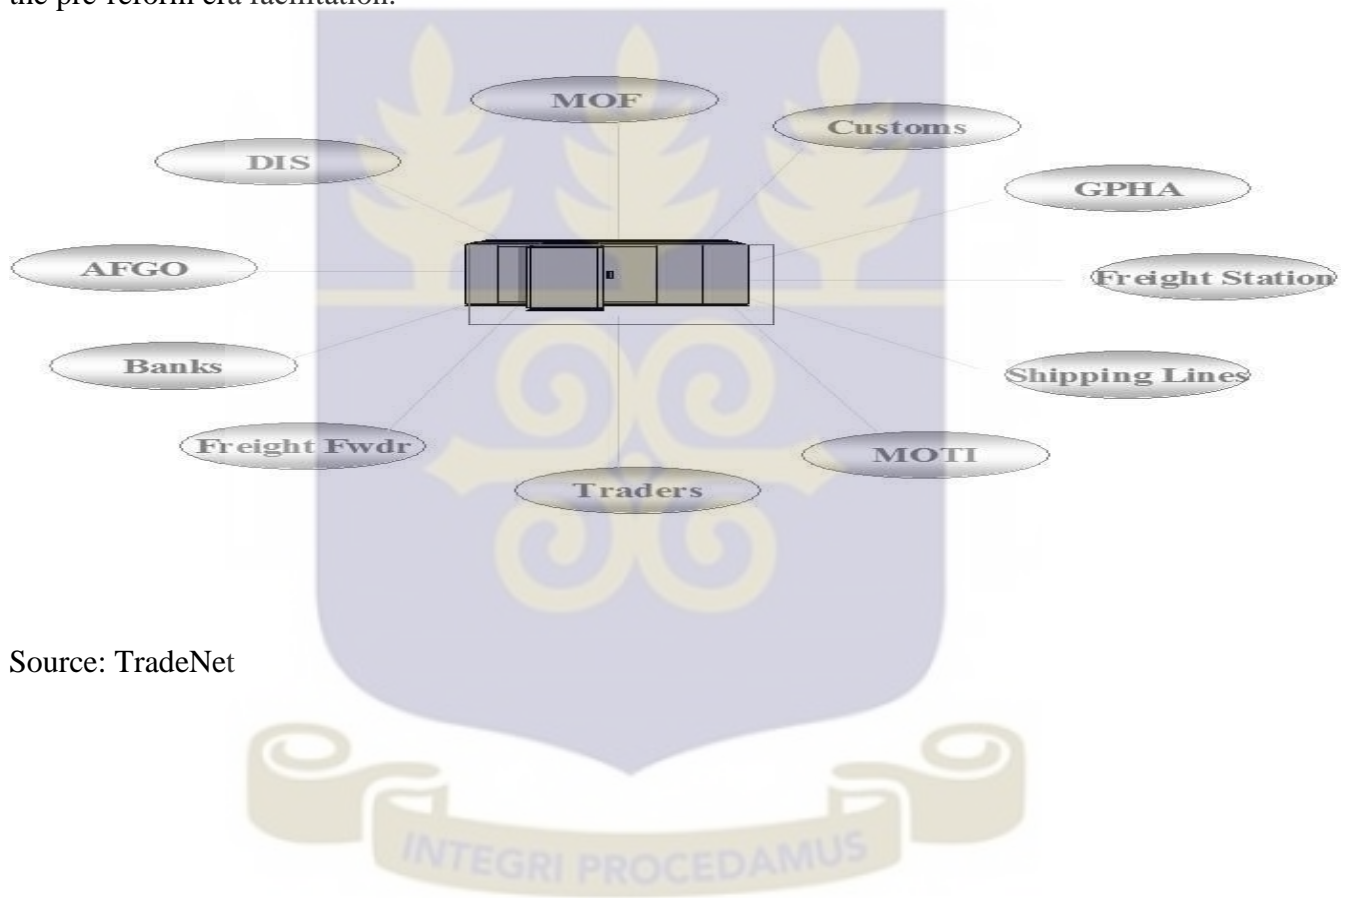 the pre-reform era facilitation.
MOF
Customs
DIS
GPHA
AFGO
Freight Station
Banks
Shipping Lines
Freight Fwdr
MOTI
Traders
Source: TradeNet
INTEGRI PROCEDAMUS